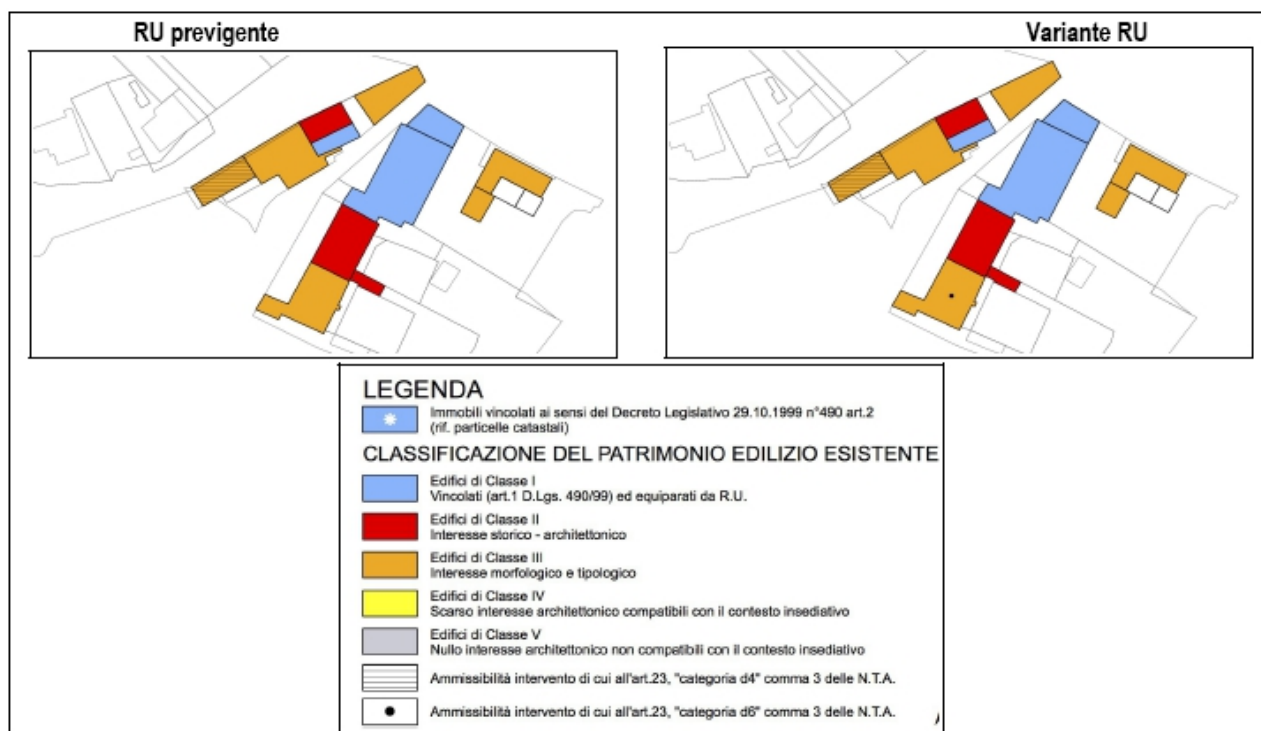 RU previgente
Variante RU
LEGENDA
Immobili vincolati ai sensi del Decreto Legislativo 29.10.1999 n°490 art.2
(rif. particelle catastali)
CLASSIFICAZIONE DEL PATRIMONIO EDILIZIO ESISTENTE
Edifici di Classe I
Vincolati (art.1 D.Lgs. 490/99) ed equiparati da R.U.
Edifici di Classe II
Interesse storico - architettonico
Edifici di Classe III
Interesse morfologico e tipologico
Edifici di Classe IV
Scarso interesse architettonico compatibili con il contesto insediativo
Edifici di Classe V
Nullo interesse architettonico non compatibili con il contesto insediativo
Ammissibilità intervento di cui all'art.23, "categoria d4" comma 3 delle N.T.A.
Ammissibilità intervento di cui all'art.23, "categoria d6" comma 3 delle N.T.A.